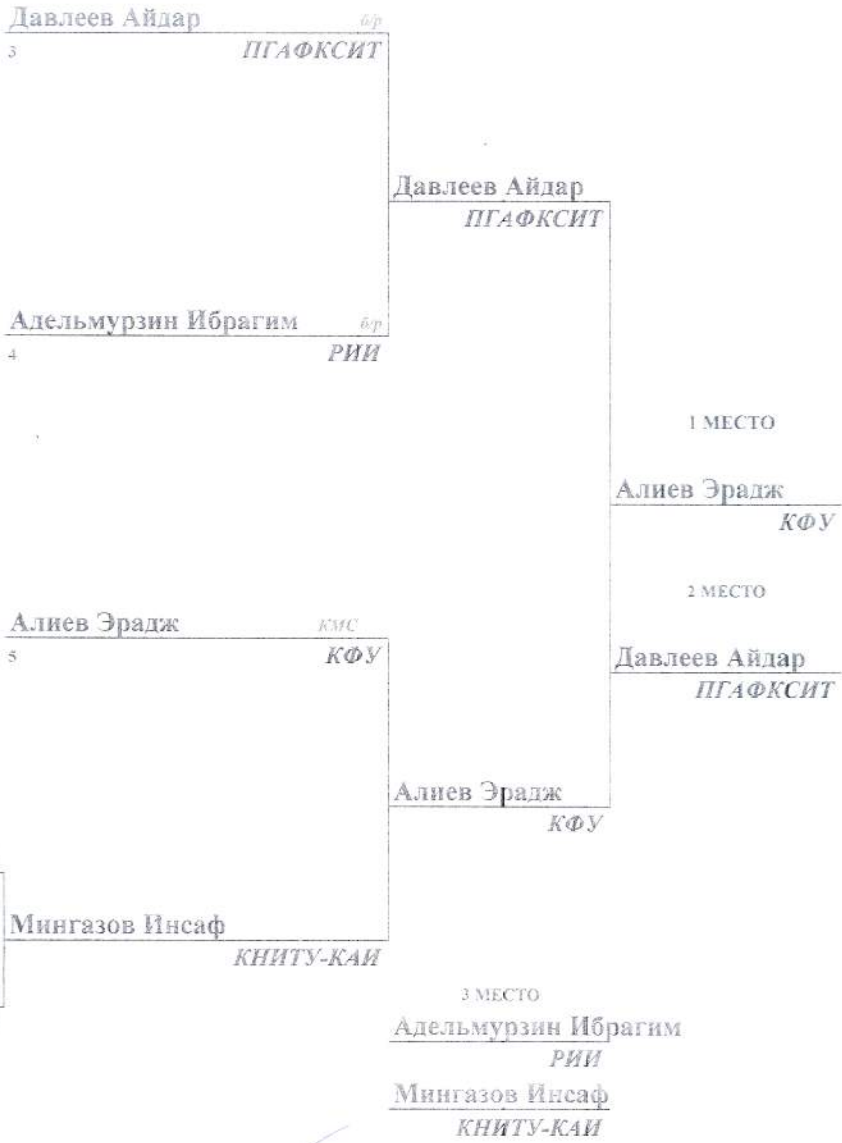 Давлеев Айдар б/р
3 ПГАФКСИТ
Давлеев Айдар
ПГАФКСИТ
Адельмурзин Ибрагим б/р
4 РИИ
1 МЕСТО
Алиев Эрадж
КФУ
2 МЕСТО
Алиев Эрадж КМС
5 КФУ
Давлеев Айдар
ПГАФКСИТ
Алиев Эрадж
КФУ
Мингазов Инсаф
КНИТУ-КАИ
3 МЕСТО
Адельмурзин Ибрагим
РИИ
Мингазов Инсаф
КНИТУ-КАИ